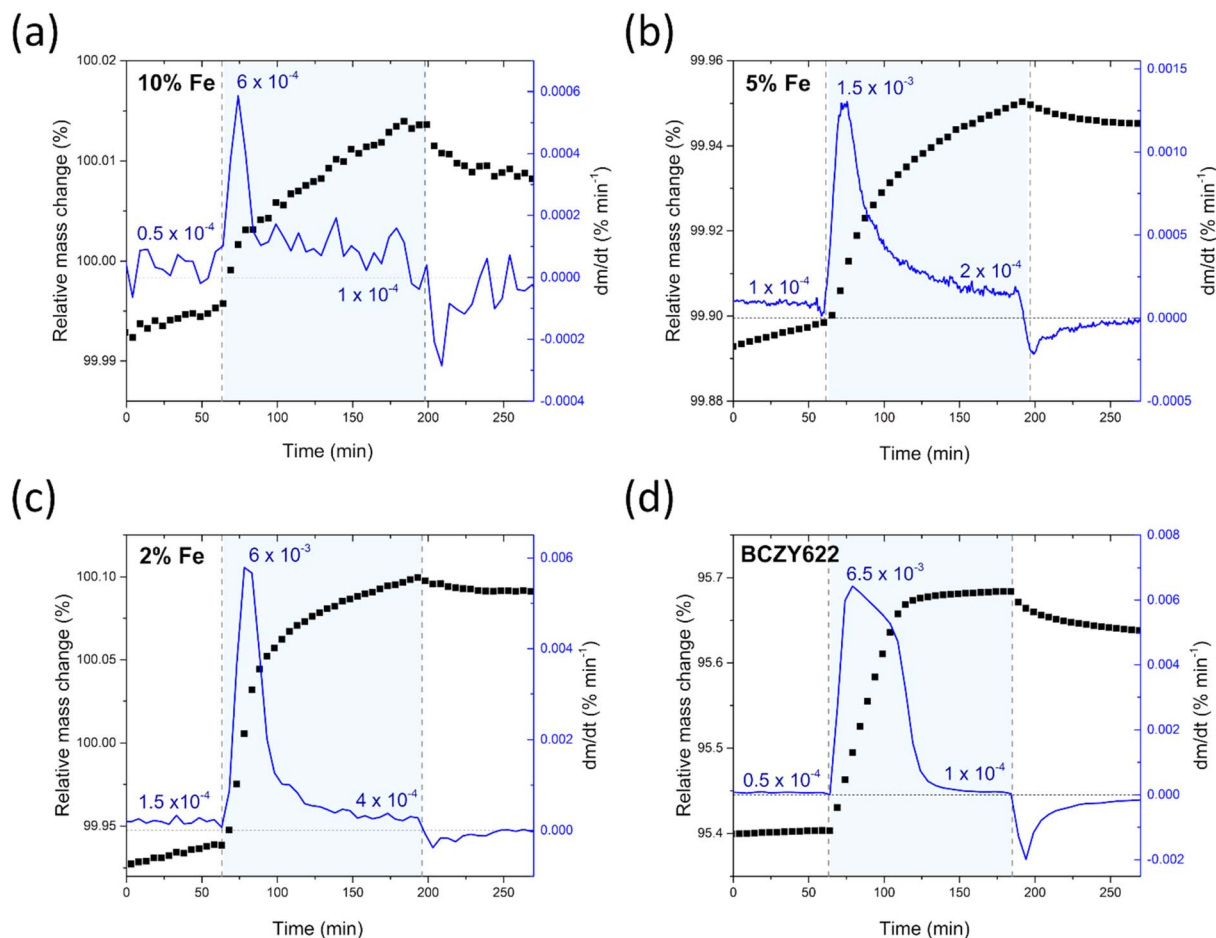 (a)
10% Fe
6 x 10-4
0.5 x 10-4
1 x 10-4
Relative mass change (%)
100.02
100.01
100.00
99.99
0.0006
0.0004
0.0002
0.0000
-0.0002
-0.0004
dm/dt (% min-1)
0 50 100 150 200 250
Time (min)
(b)
5% Fe
1.5 x 10-3
1 x 10-4
2 x 10-4
Relative mass change (%)
99.96
99.94
99.92
99.90
99.88
0.0015
0.0010
0.0005
0.0000
-0.0005
dm/dt (% min-1)
0 50 100 150 200 250
Time (min)
(c)
2% Fe
6 x 10-3
1.5 x10-4
4 x 10-4
Relative mass change (%)
100.10
100.05
100.00
99.95
0.006
0.004
0.002
0.000
dm/dt (% min-1)
0 50 100 150 200 250
Time (min)
(d)
BCZY622
6.5 x 10-3
0.5 x 10-4
1 x 10-4
Relative mass change (%)
95.7
95.6
95.5
95.4
0.008
0.006
0.004
0.002
0.000
-0.002
dm/dt (% min-1)
0 50 100 150 200 250
Time (min)